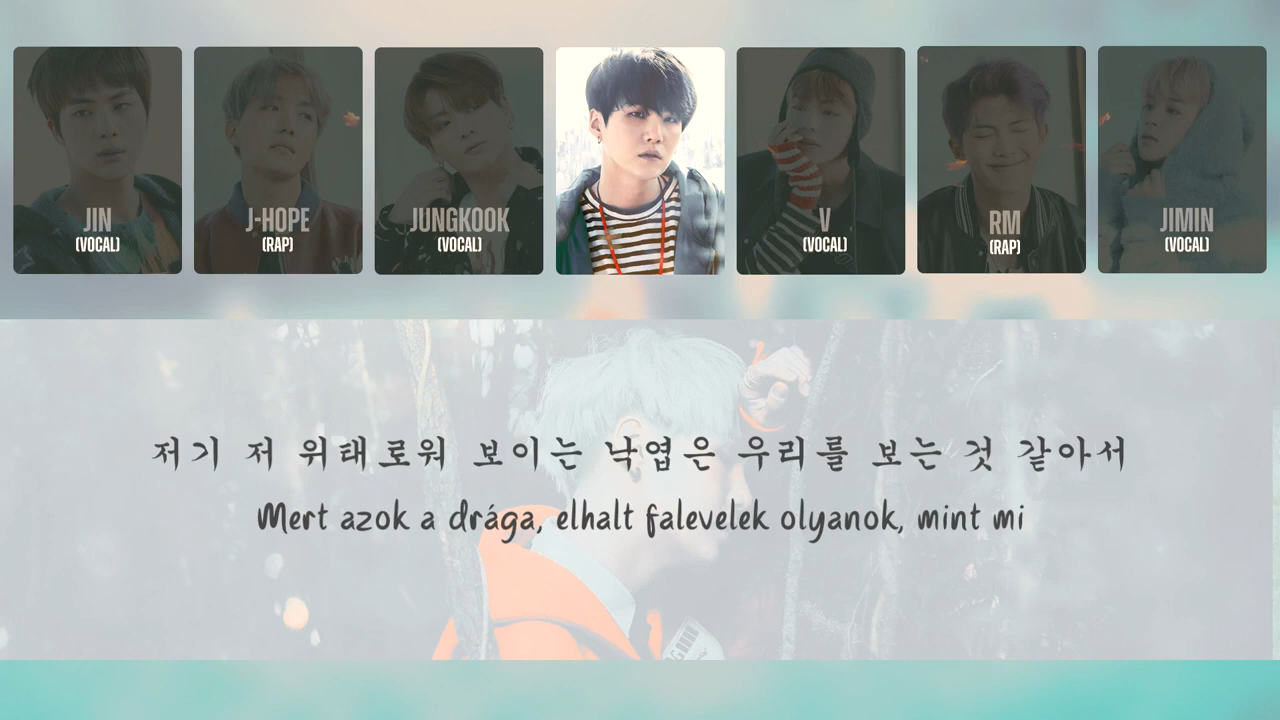 JIN
(VOCAL)
J-HOPE
(RAP)
JUNGKOOK
(VOCAL)
V
(VOCAL)
RM
(RAP)
JIMIN
(VOCAL)
저기 저 위태로워 보이는 낙엽은 우리를 보는 것 같아서
Mert azok a drága, elhalt falevelek olyanok, mint mi